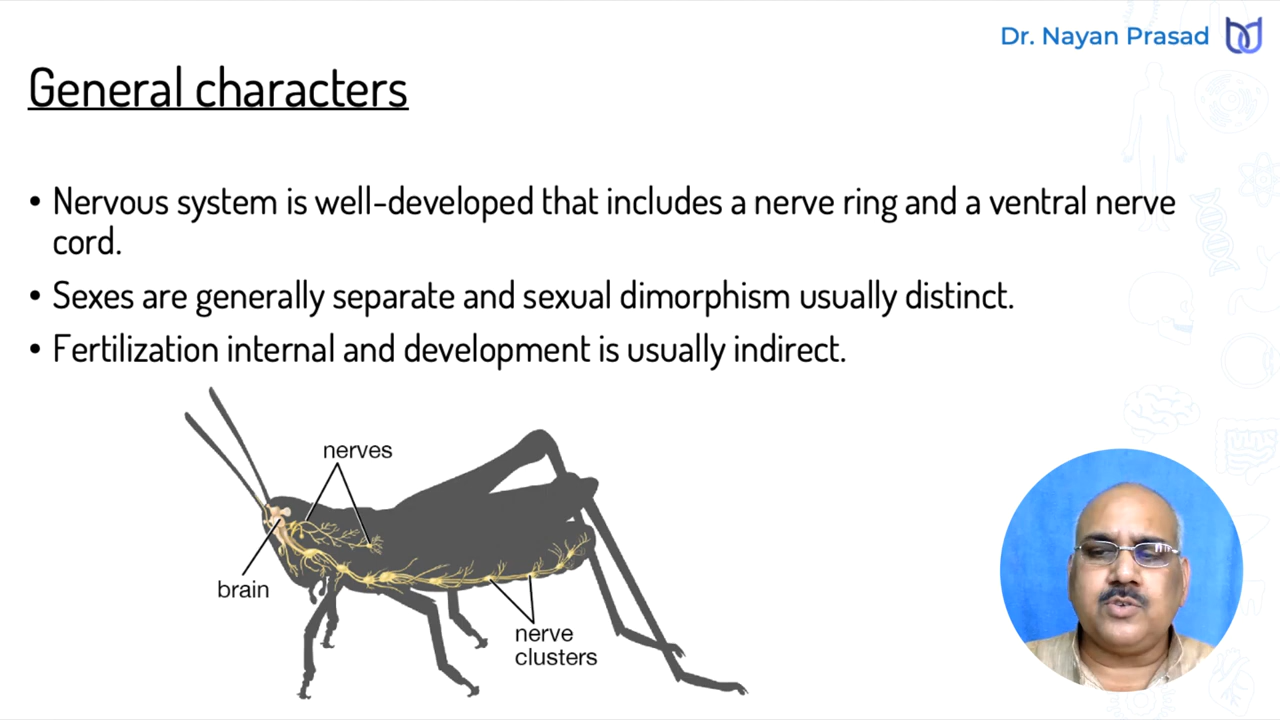 Dr. Nayan Prasad
General characters
• Nervous system is well-developed that includes a nerve ring and a ventral nerve
cord.
• Sexes are generally separate and sexual dimorphism usually distinct.
• Fertilization internal and development is usually indirect.
nerves
brain
nerve
clusters